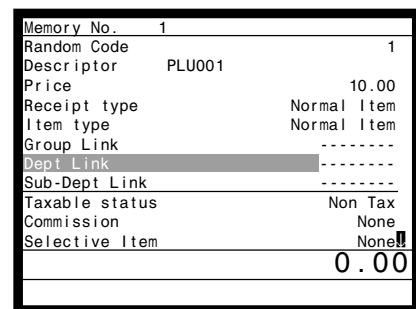 Memory No. 1
Random Code 1
Descriptor PLU001
Price 10.00
Receipt type Normal Item
Item type Normal Item
Group Link --------
Dept Link --------
Sub-Dept Link --------
Taxable status Non Tax
Commission None
Selective Item None
0.00